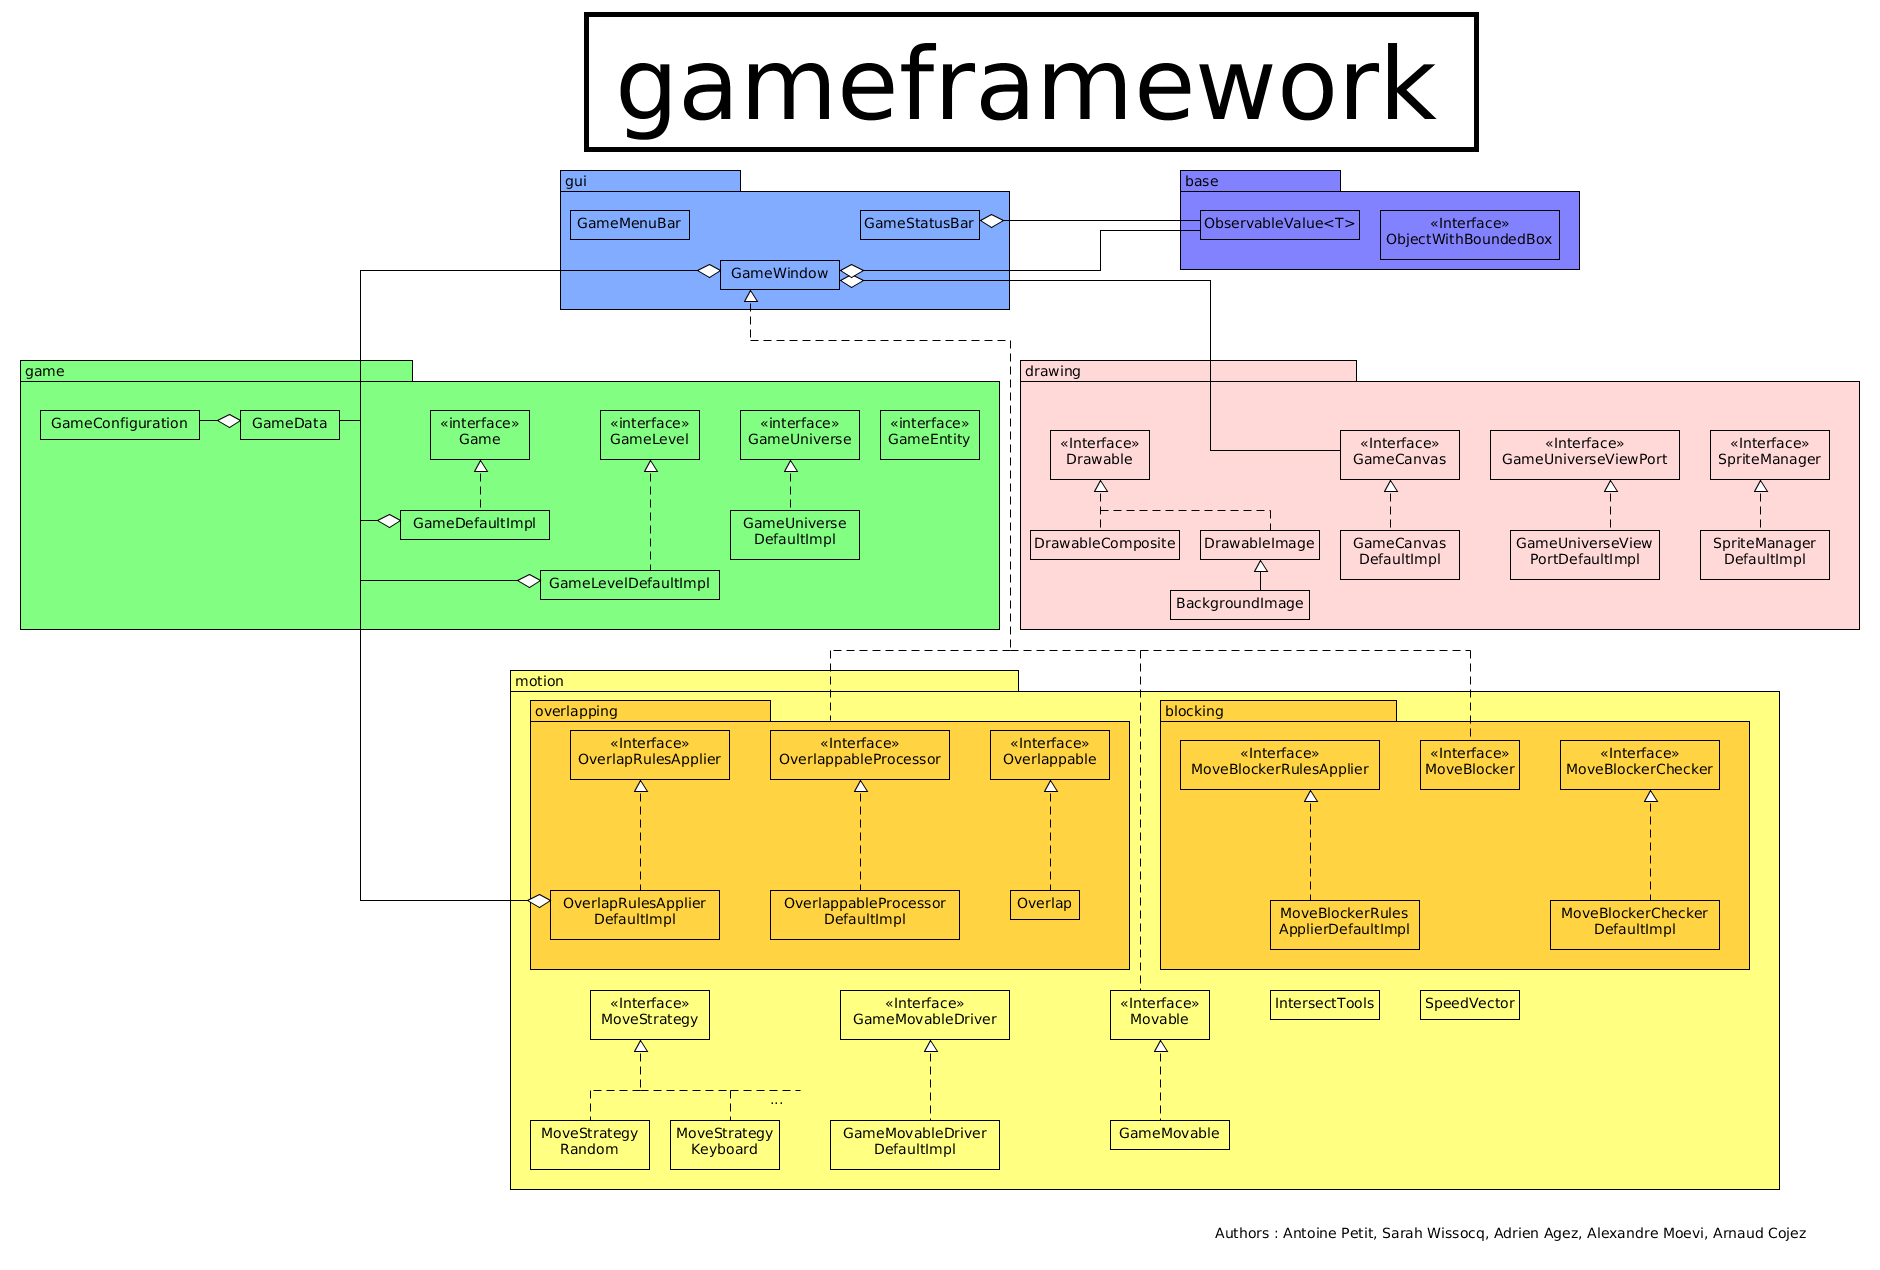 gameframework
gui
GameMenuBar
GameStatusBar
GameWindow
base
ObservableValue<T>
«Interface»
ObjectWithBoundedBox
game
GameConfiguration
GameData
«interface»
Game
«interface»
GameLevel
«interface»
GameUniverse
«interface»
GameEntity
GameDefaultImpl
GameUniverse
DefaultImpl
GameLevelDefaultImpl
drawing
«Interface»
Drawable
«Interface»
GameCanvas
«Interface»
GameUniverseViewPort
«Interface»
SpriteManager
DrawableComposite
DrawableImage
GameCanvas
DefaultImpl
GameUniverseView
PortDefaultImpl
SpriteManager
DefaultImpl
BackgroundImage
motion
overlapping
«Interface»
OverlapRulesApplier
«Interface»
OverlappableProcessor
«Interface»
Overlappable
OverlapRulesApplier
DefaultImpl
OverlappableProcessor
DefaultImpl
Overlap
blocking
«Interface»
MoveBlockerRulesApplier
«Interface»
MoveBlocker
«Interface»
MoveBlockerChecker
MoveBlockerRules
ApplierDefaultImpl
MoveBlockerChecker
DefaultImpl
«Interface»
MoveStrategy
«Interface»
GameMovableDriver
«Interface»
Movable
IntersectTools
SpeedVector
...
MoveStrategy
Random
MoveStrategy
Keyboard
GameMovableDriver
DefaultImpl
GameMovable
Authors : Antoine Petit, Sarah Wissocq, Adrien Agez, Alexandre Moevi, Arnaud Cojez